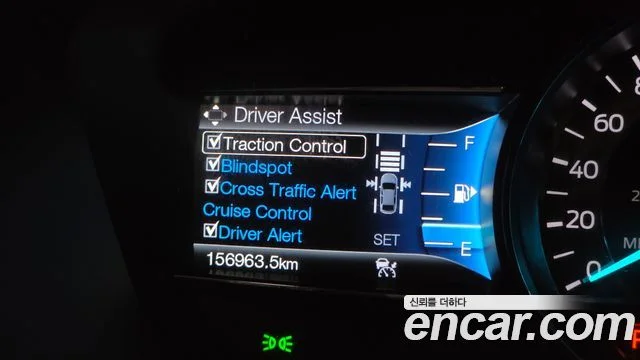 Driver Assist
Traction Control
Blindspot
Cross Traffic Alert
Cruise Control
Driver Alert
SET
156963.5km
F
E
60
40
20
0
신뢰를 더하다
encar.com